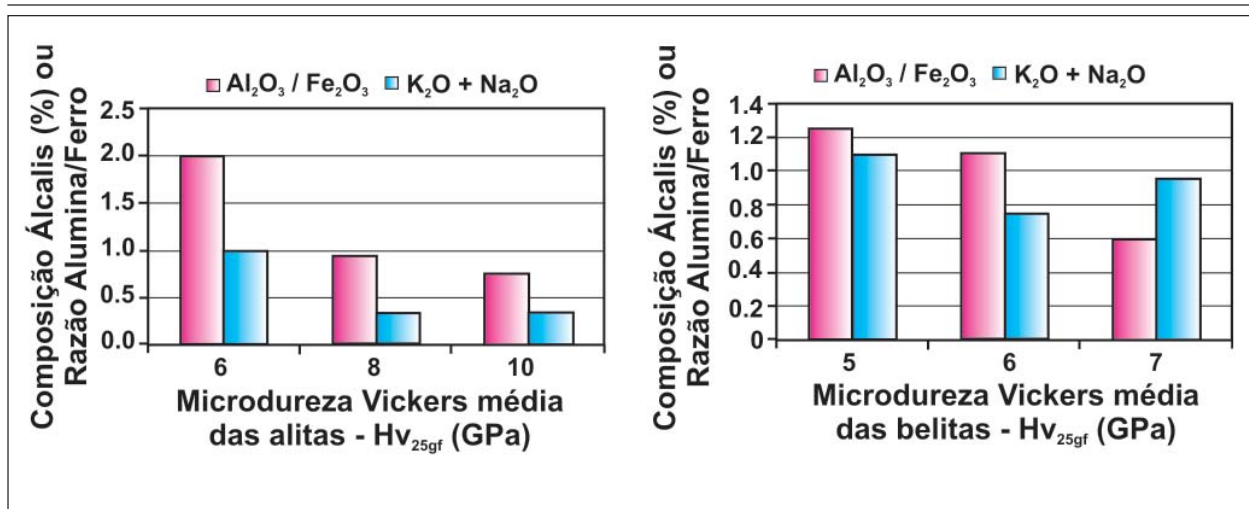 Al₂O₃ / Fe₂O₃ K₂O + Na₂O
Composição Álcalis (%) ou
Razão Alumina/Ferro
2.5
2.0
1.5
1.0
0.5
0.0
6 8 10
Microdureza Vickers média
das alitas - Hv₂₅gf (GPa)
Al₂O₃ / Fe₂O₃ K₂O + Na₂O
Composição Álcalis (%) ou
Razão Alumina/Ferro
1.4
1.2
1.0
0.8
0.6
0.4
0.2
0
5 6 7
Microdureza Vickers média
das belitas - Hv₂₅gf (GPa)